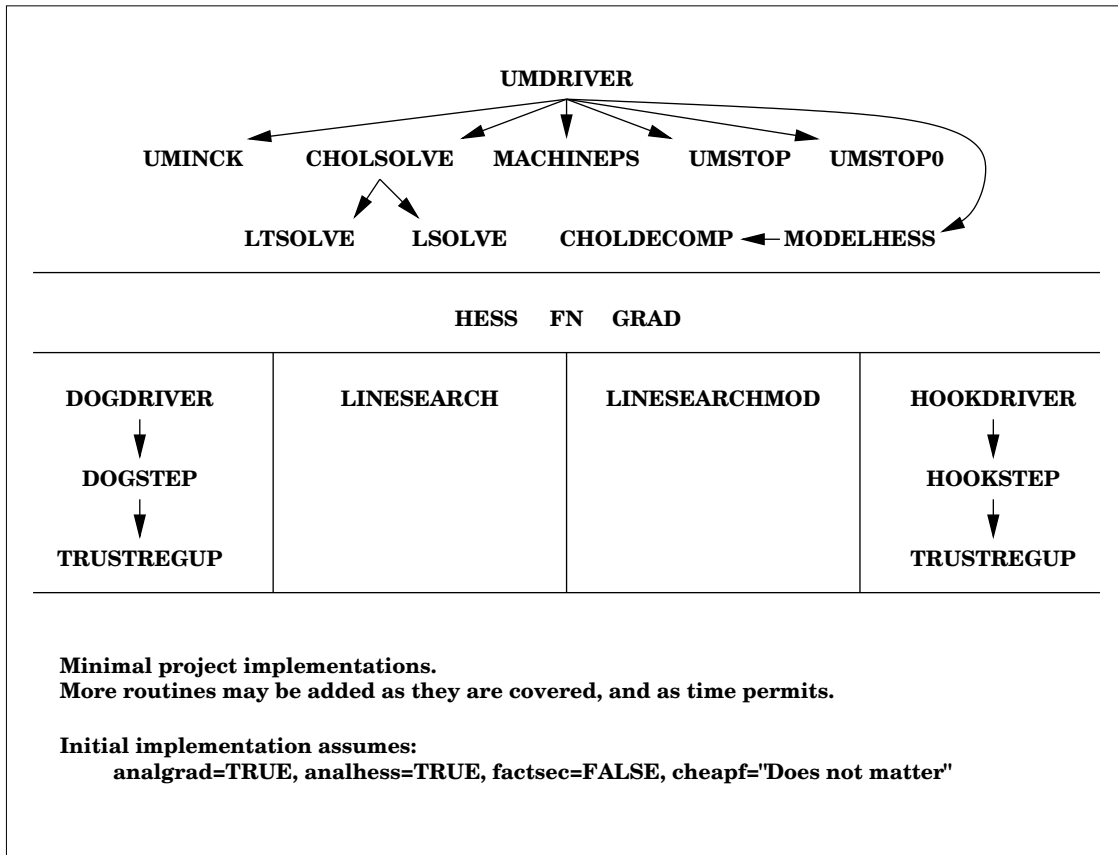 UMDRIVER
UMINCK CHOLSOLVE MACHINEPS UMSTOP UMSTOP0
LTSOLVE LSOLVE CHOLDECOMP MODELHESS
HESS FN GRAD
DOGDRIVER LINESEARCH LINESEARCHMOD HOOKDRIVER
DOGSTEP HOOKSTEP
TRUSTREGUP TRUSTREGUP
Minimal project implementations.
More routines may be added as they are covered, and as time permits.
Initial implementation assumes:
analgrad=TRUE, analhess=TRUE, factsec=FALSE, cheapf="Does not matter"